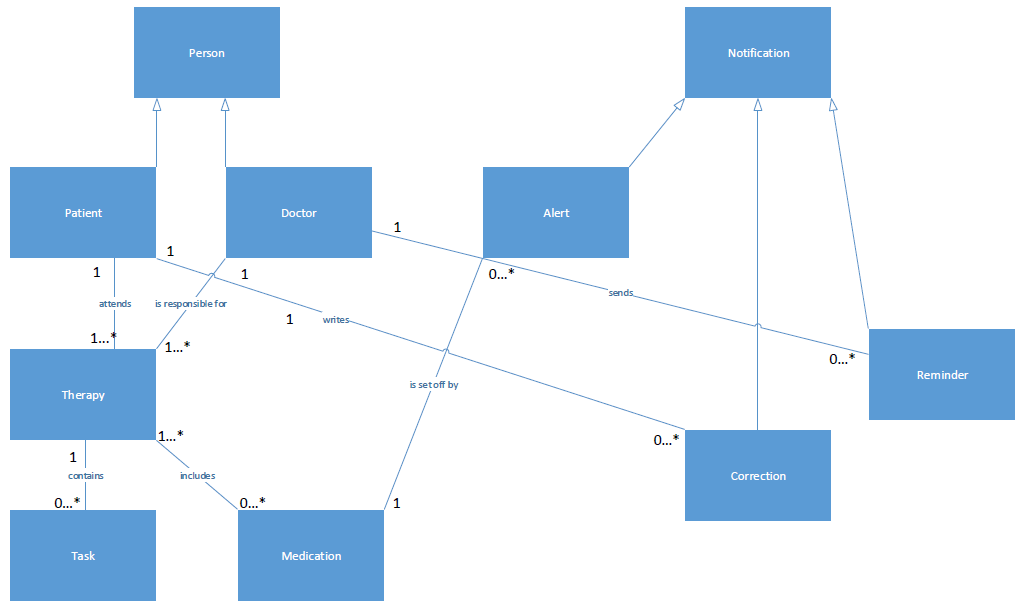 Person
Notification
Patient
Doctor
Alert
1
1
1
1
0...*
attends
is responsible for
sends
1
writes
1...*
1...*
0...*
Reminder
is set off by
Therapy
1...*
0...*
1
contains
includes
Correction
0...*
0...*
1
Task
Medication